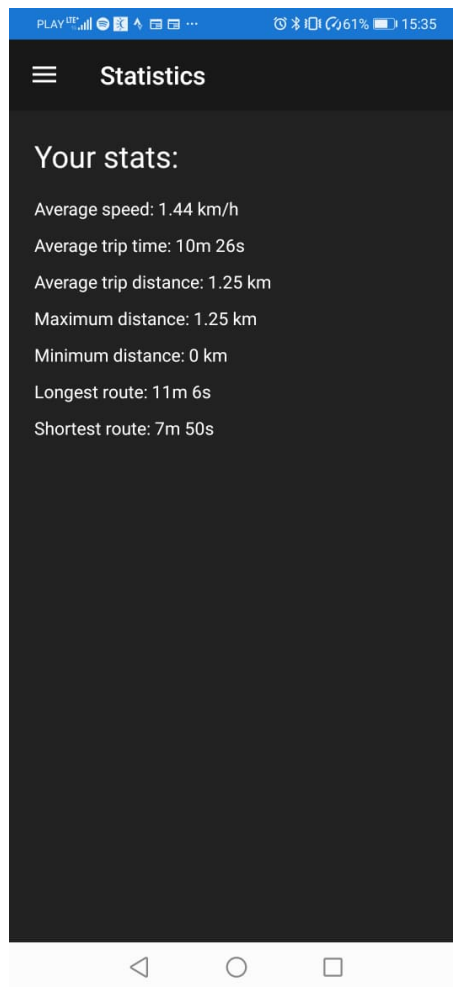 PLAY LTE 61% 15:35
Statistics
Your stats:
Average speed: 1.44 km/h
Average trip time: 10m 26s
Average trip distance: 1.25 km
Maximum distance: 1.25 km
Minimum distance: 0 km
Longest route: 11m 6s
Shortest route: 7m 50s